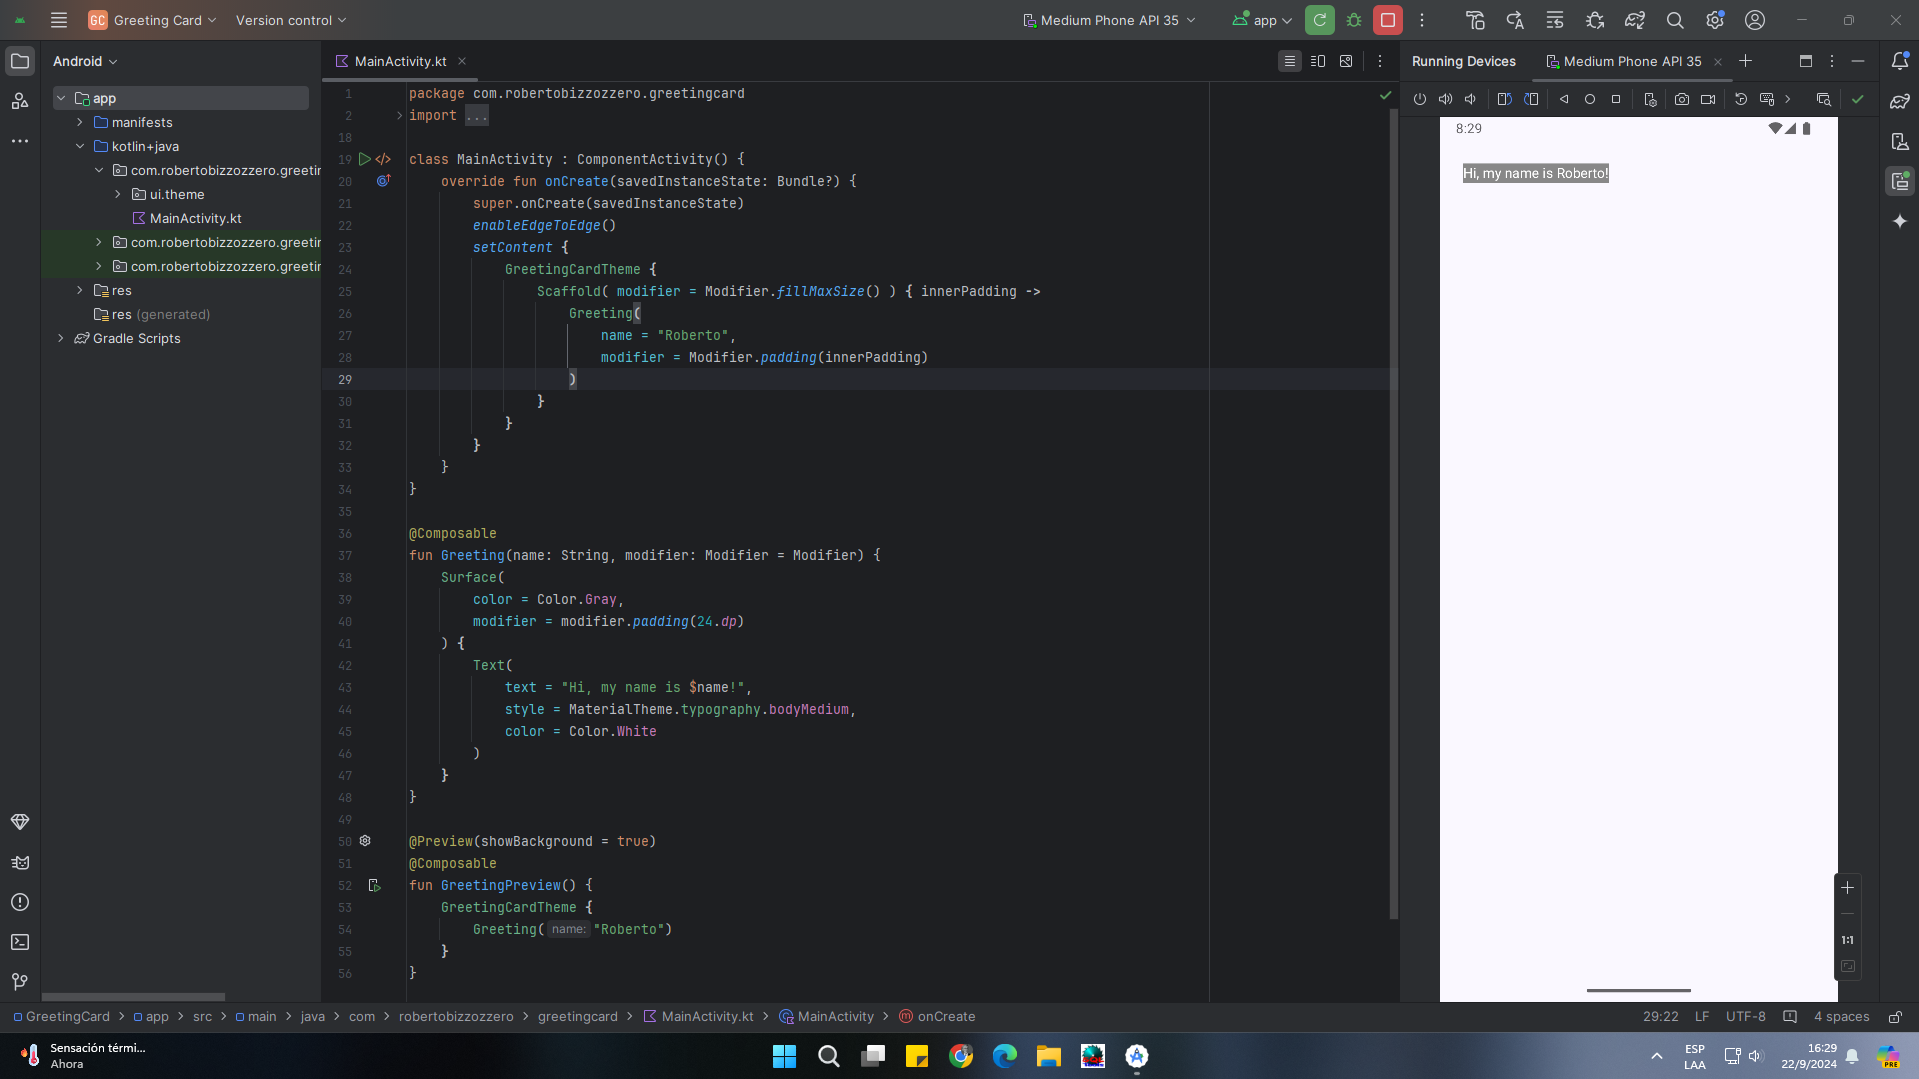 GC Greeting Card Version control Medium Phone API 35 app
Android
app
manifests
kotlin+java
com.robertobizzozzero.greetin
ui.theme
MainActivity.kt
com.robertobizzozzero.greetin
com.robertobizzozzero.greetin
res
res (generated)
Gradle Scripts
MainActivity.kt
1 package com.robertobizzozzero.greetingcard
2 import ...
18
19 class MainActivity : ComponentActivity() {
20 override fun onCreate(savedInstanceState: Bundle?) {
21 super.onCreate(savedInstanceState)
22 enableEdgeToEdge()
23 setContent {
24 GreetingCardTheme {
25 Scaffold( modifier = Modifier.fillMaxSize() ) { innerPadding ->
26 Greeting(
27 name = "Roberto",
28 modifier = Modifier.padding(innerPadding)
29 )
30 }
31 }
32 }
33 }
34 }
35
36 @Composable
37 fun Greeting(name: String, modifier: Modifier = Modifier) {
38 Surface(
39 color = Color.Gray,
40 modifier = modifier.padding(24.dp)
41 ) {
42 Text(
43 text = "Hi, my name is $name!",
44 style = MaterialTheme.typography.bodyMedium,
45 color = Color.White
46 )
47 }
48 }
49
50 @Preview(showBackground = true)
51 @Composable
52 fun GreetingPreview() {
53 GreetingCardTheme {
54 Greeting( name: "Roberto")
55 }
56 }
Running Devices Medium Phone API 35
8:29
Hi, my name is Roberto!
1:1
GreetingCard app src main java com robertobizzozzero greetingcard MainActivity.kt MainActivity onCreate
29:22 LF UTF-8 4 spaces
Sensación térmi...
Ahora
ESP
LAA
16:29
22/9/2024
PRE